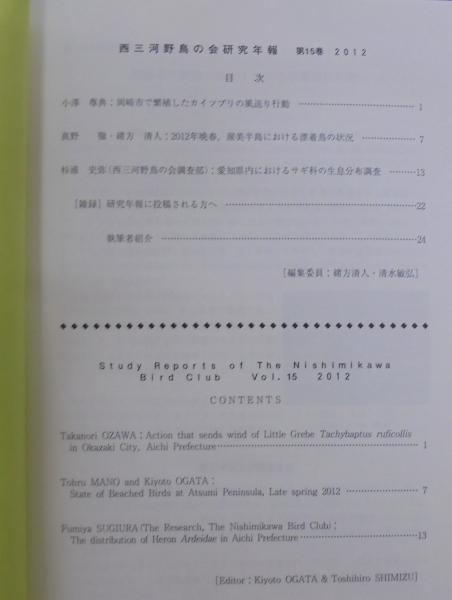 西三河野鳥の会研究年報 第15巻 2012
目 次
小澤 尊典：岡崎市で繁殖したカイツブリの風送り行動 …… 1
眞野 徹・緒方 清人：2012年晩春，渥美半島における漂着鳥の状況 …… 7
杉浦 史弥(西三河野鳥の会調査部)：愛知県内におけるサギ科の生息分布調査 ……13
［雑録］研究年報に投稿される方へ ……22
執筆者紹介 ……24
［編集委員：緒方清人・清水敏弘］
Study Reports of The Nishimikawa
Bird Club Vol.15 2012
CONTENTS
Takanori OZAWA：Action that sends wind of Little Grebe Tachybaptus ruficollis
in Okazaki City, Aichi Prefecture…… 1
Tohru MANO and Kiyoto OGATA：
State of Beached Birds at Atsumi Peninsula, Late spring 2012 …… 7
Fumiya SUGIURA (The Research, The Nishimikawa Bird Club)：
The distribution of Heron Ardeidae in Aichi Prefecture……13
［Editor：Kiyoto OGATA & Toshihiro SHIMIZU］